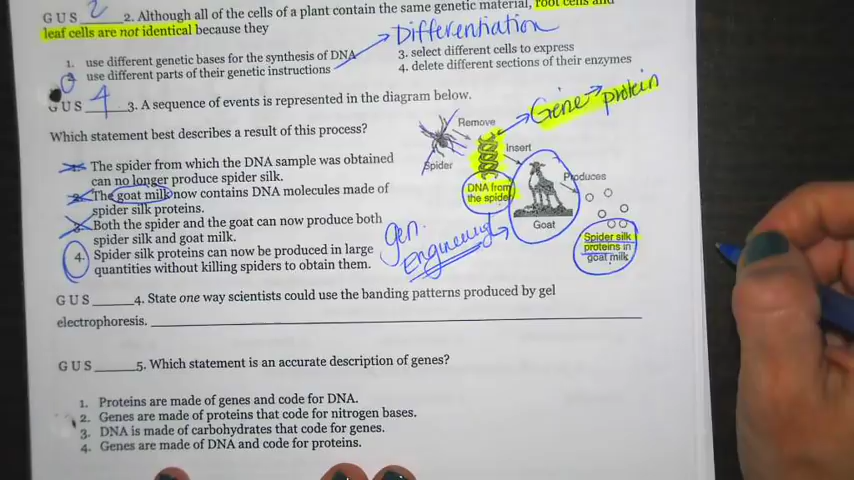 G U S 2 2. Although all of the cells of a plant contain the same genetic material, root cells and
leaf cells are not identical because they
Differentiation
1. use different genetic bases for the synthesis of DNA
use different parts of their genetic instructions
3. select different cells to express
4. delete different sections of their enzymes
G U S 4 3. A sequence of events is represented in the diagram below.
Which statement best describes a result of this process?
The spider from which the DNA sample was obtained
can no longer produce spider silk.
The goat milk now contains DNA molecules made of
spider silk proteins.
Both the spider and the goat can now produce both
spider silk and goat milk.
4. Spider silk proteins can now be produced in large
quantities without killing spiders to obtain them.
Gene → protein
Remove
Spider
Insert
DNA from
the spider
Goat
Produces
Spider silk
proteins in
goat milk
gen.
Engineering
G U S ______4. State one way scientists could use the banding patterns produced by gel
electrophoresis.
G U S ______5. Which statement is an accurate description of genes?
1. Proteins are made of genes and code for DNA.
2. Genes are made of proteins that code for nitrogen bases.
3. DNA is made of carbohydrates that code for genes.
4. Genes are made of DNA and code for proteins.